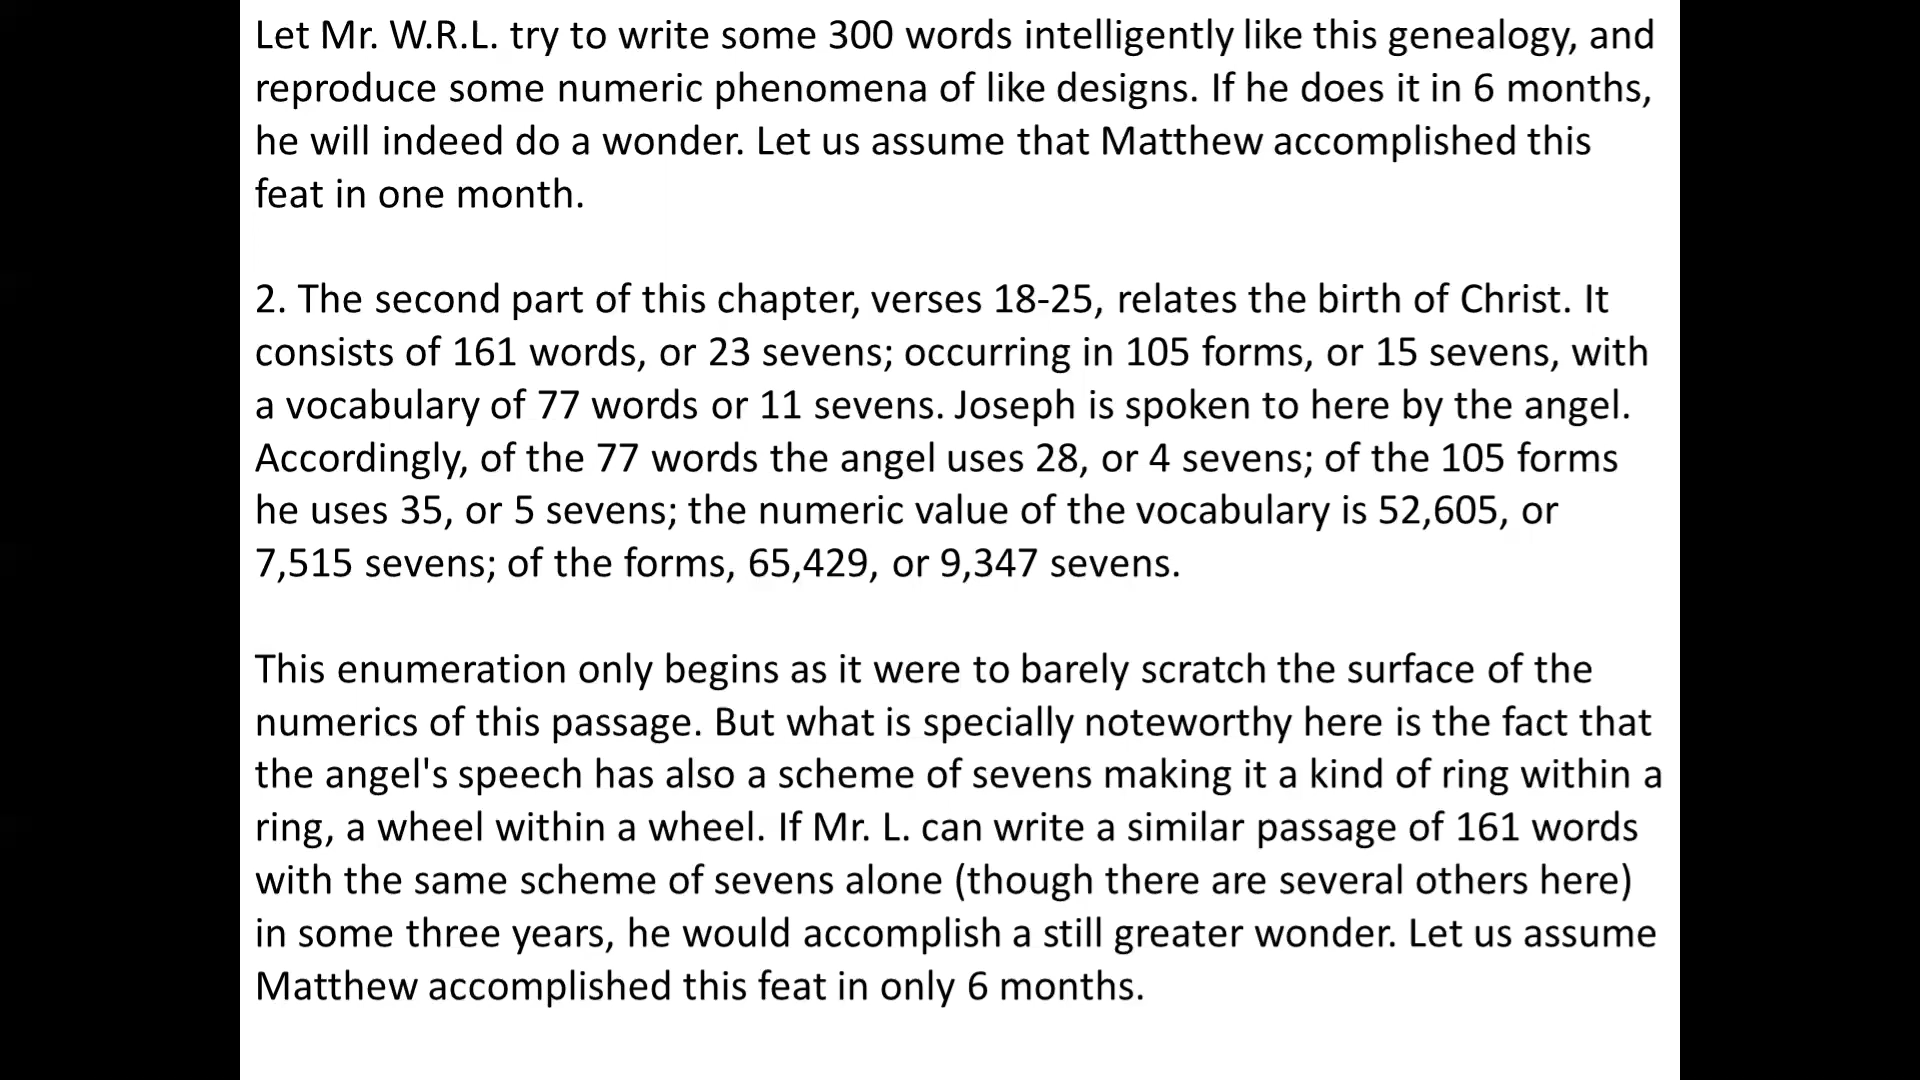 Let Mr. W.R.L. try to write some 300 words intelligently like this genealogy, and
reproduce some numeric phenomena of like designs. If he does it in 6 months,
he will indeed do a wonder. Let us assume that Matthew accomplished this
feat in one month.
2. The second part of this chapter, verses 18-25, relates the birth of Christ. It
consists of 161 words, or 23 sevens; occurring in 105 forms, or 15 sevens, with
a vocabulary of 77 words or 11 sevens. Joseph is spoken to here by the angel.
Accordingly, of the 77 words the angel uses 28, or 4 sevens; of the 105 forms
he uses 35, or 5 sevens; the numeric value of the vocabulary is 52,605, or
7,515 sevens; of the forms, 65,429, or 9,347 sevens.
This enumeration only begins as it were to barely scratch the surface of the
numerics of this passage. But what is specially noteworthy here is the fact that
the angel's speech has also a scheme of sevens making it a kind of ring within a
ring, a wheel within a wheel. If Mr. L. can write a similar passage of 161 words
with the same scheme of sevens alone (though there are several others here)
in some three years, he would accomplish a still greater wonder. Let us assume
Matthew accomplished this feat in only 6 months.